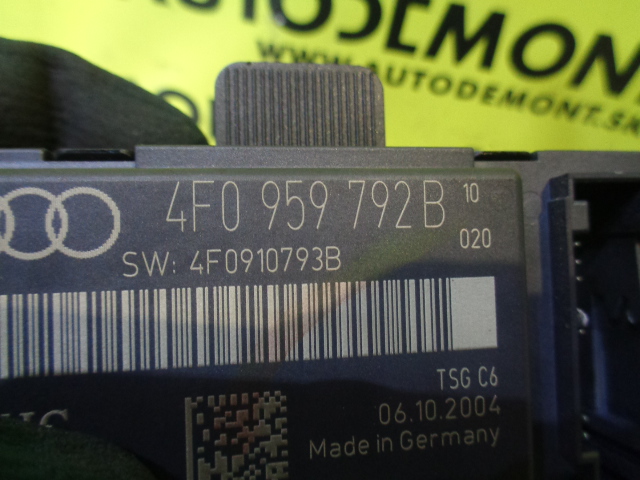 AUTODEMONT
WWW.AUTODEMONT.SK
4F0 959 792 B 10
020
SW: 4F0910793B
TSG C6
06.10.2004
Made in Germany